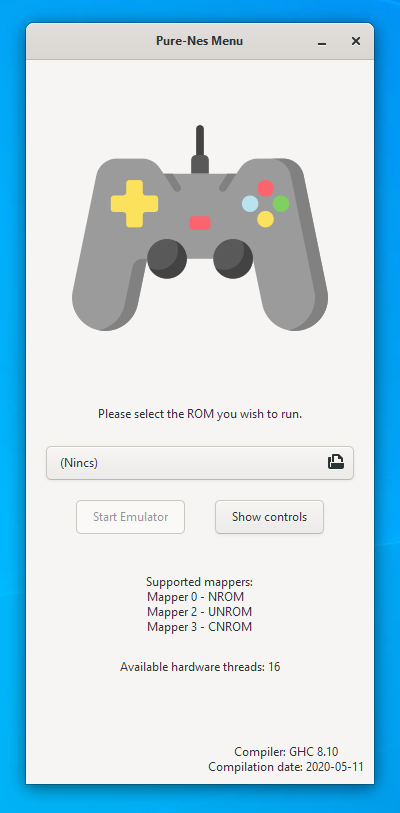 Pure-Nes Menu
Please select the ROM you wish to run.
(Nincs)
Start Emulator Show controls
Supported mappers:
Mapper 0 - NROM
Mapper 2 - UNROM
Mapper 3 - CNROM
Available hardware threads: 16
Compiler: GHC 8.10
Compilation date: 2020-05-11